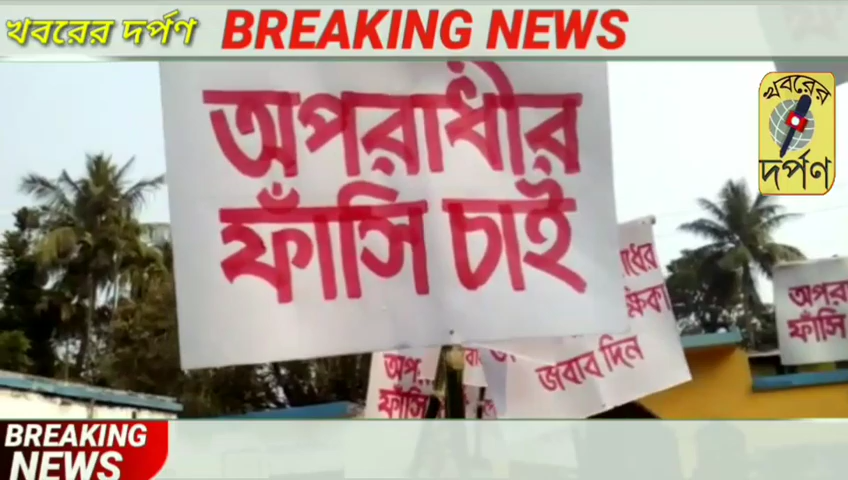 খবরের দর্পণ BREAKING NEWS
খবরের
দর্পণ
অপরাধীর
ফাঁসি চাই
জবাব দিন
ফাঁসি
BREAKING
NEWS